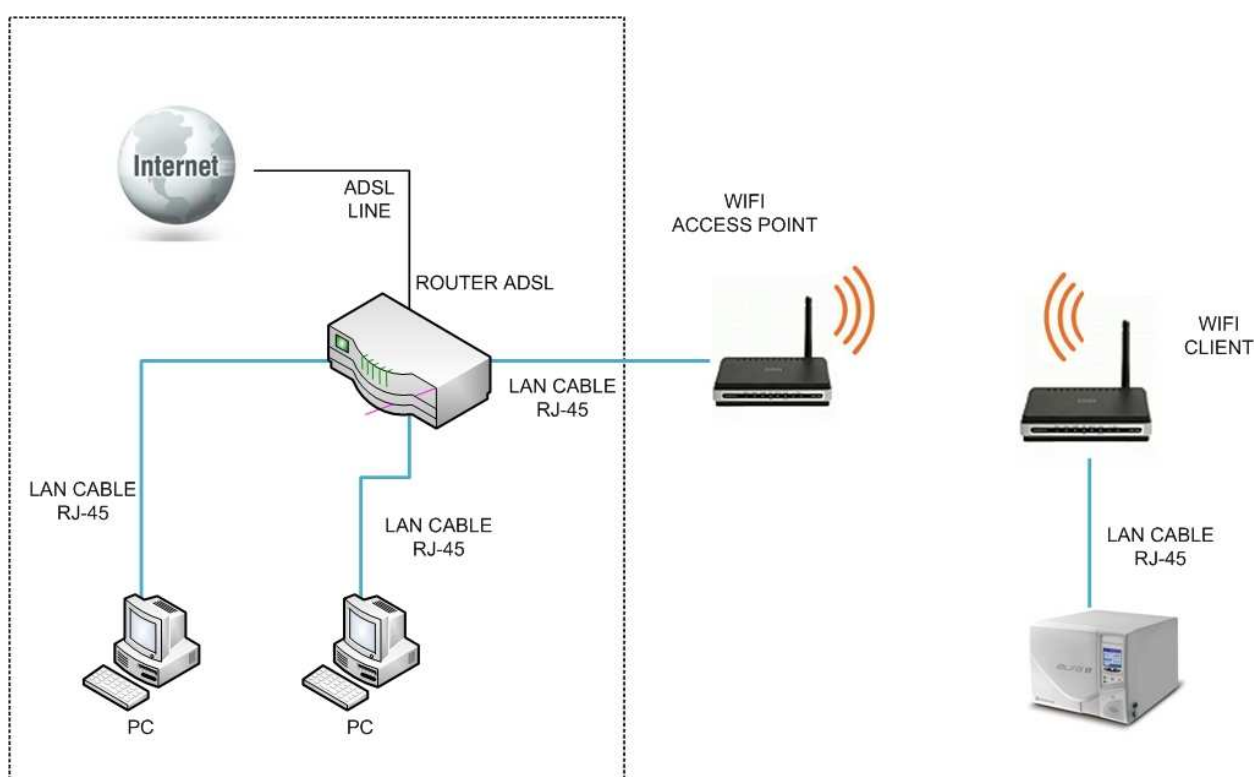 Internet
ADSL
LINE
WIFI
ACCESS POINT
ROUTER ADSL
WIFI
CLIENT
LAN CABLE
RJ-45
LAN CABLE
RJ-45
LAN CABLE
RJ-45
LAN CABLE
RJ-45
PC
PC